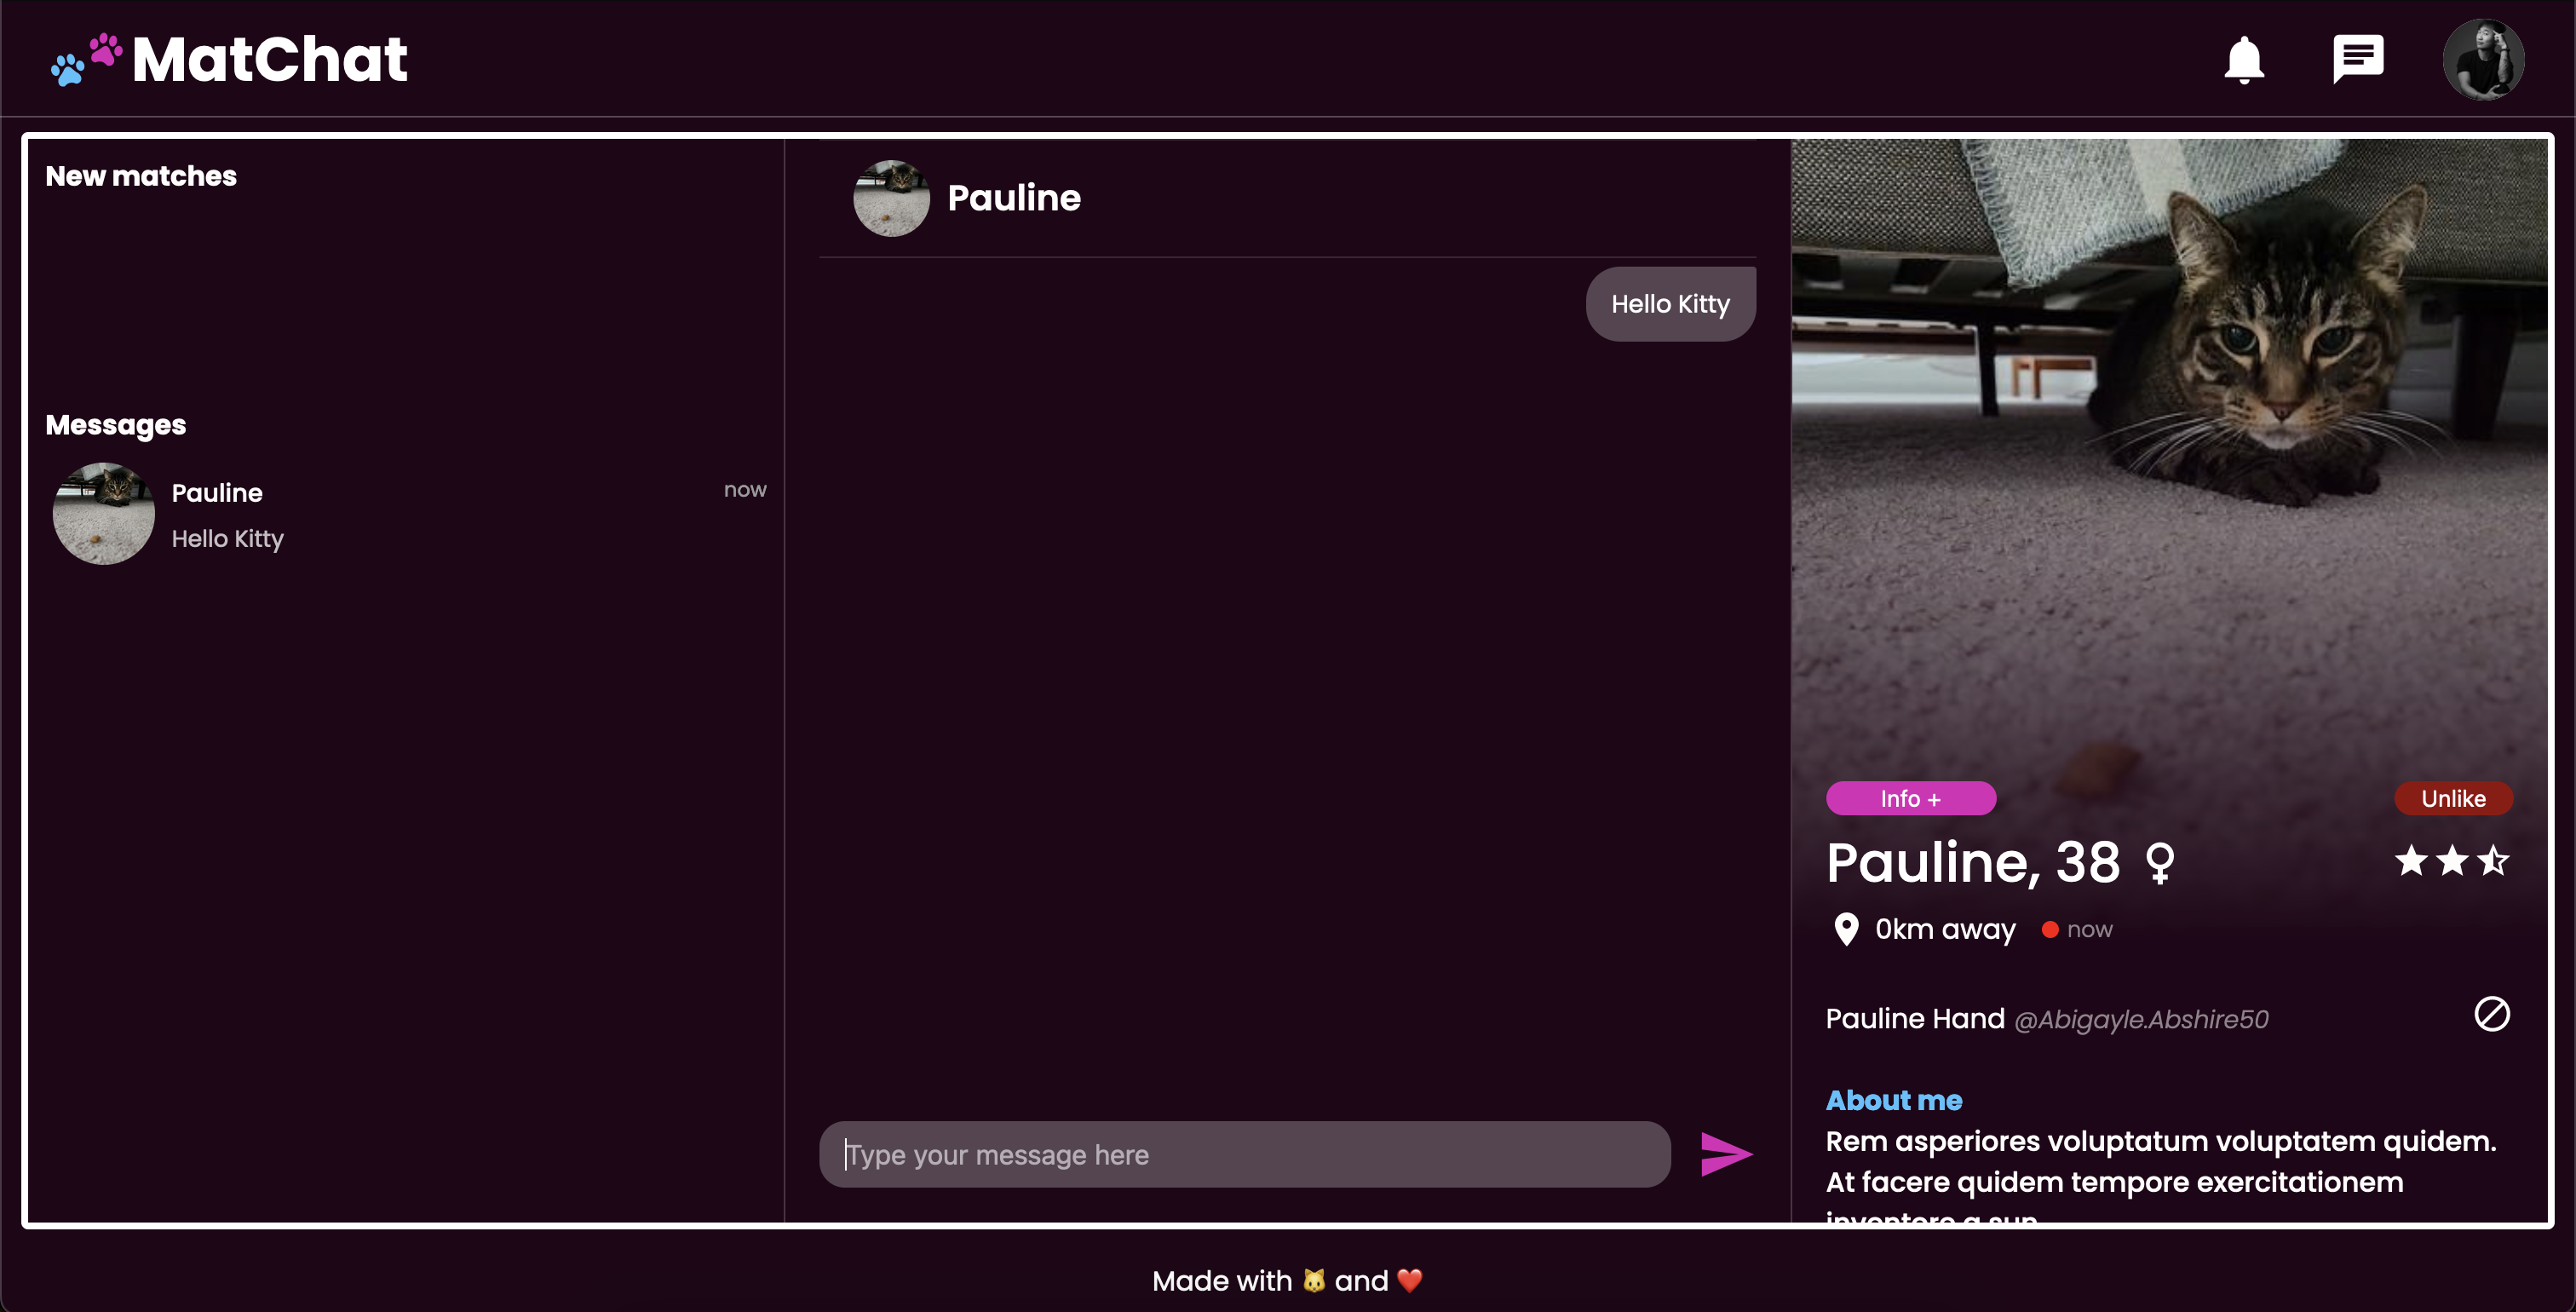 MatChat
New matches
Messages
Pauline
now
Hello Kitty
Pauline
Hello Kitty
Type your message here
Info +
Unlike
Pauline, 38 ♀
0km away
now
Pauline Hand @Abigayle.Abshire50
About me
Rem asperiores voluptatum voluptatem quidem.
At facere quidem tempore exercitationem
inventore a sun
Made with 🐱 and ❤️